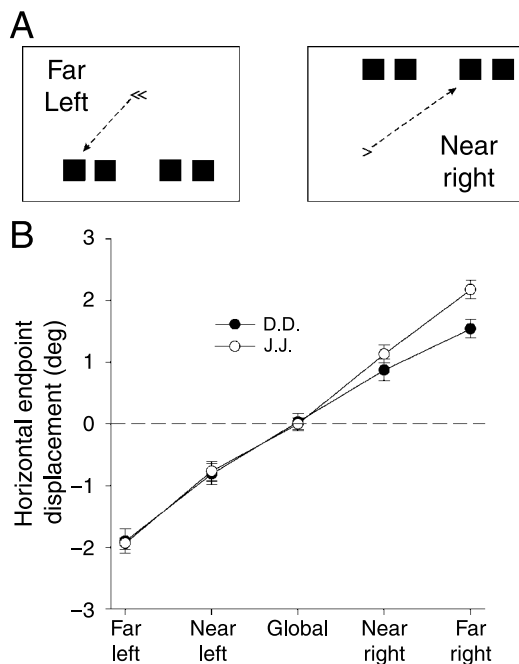 A
Far
Left
<<
>
Near
right
B
Horizontal endpoint
displacement (deg)
3
2
1
0
−1
−2
−3
D.D.
J.J.
Far
left
Near
left
Global
Near
right
Far
right